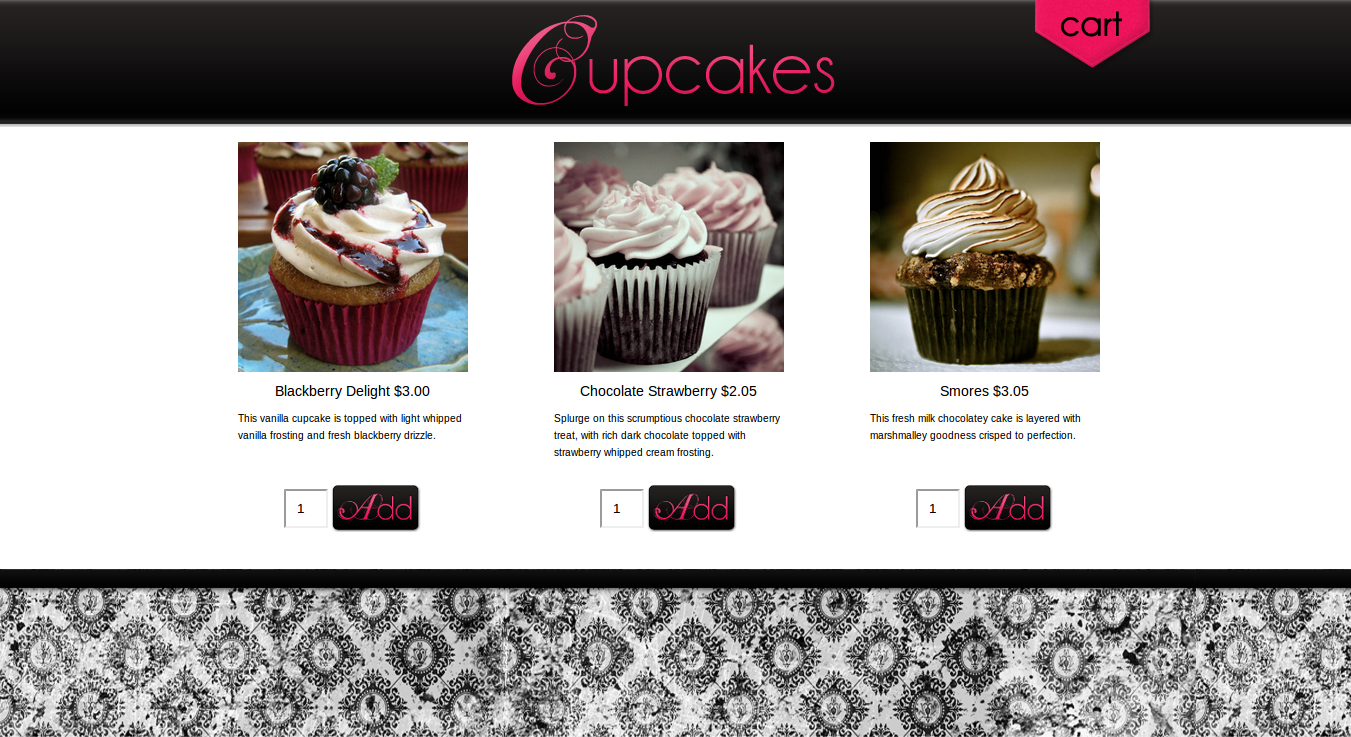 cart
Cupcakes
Blackberry Delight $3.00
This vanilla cupcake is topped with light whipped
vanilla frosting and fresh blackberry drizzle.
Chocolate Strawberry $2.05
Splurge on this scrumptious chocolate strawberry
treat, with rich dark chocolate topped with
strawberry whipped cream frosting.
Smores $3.05
This fresh milk chocolatey cake is layered with
marshmalley goodness crisped to perfection.
1 Add
1 Add
1 Add